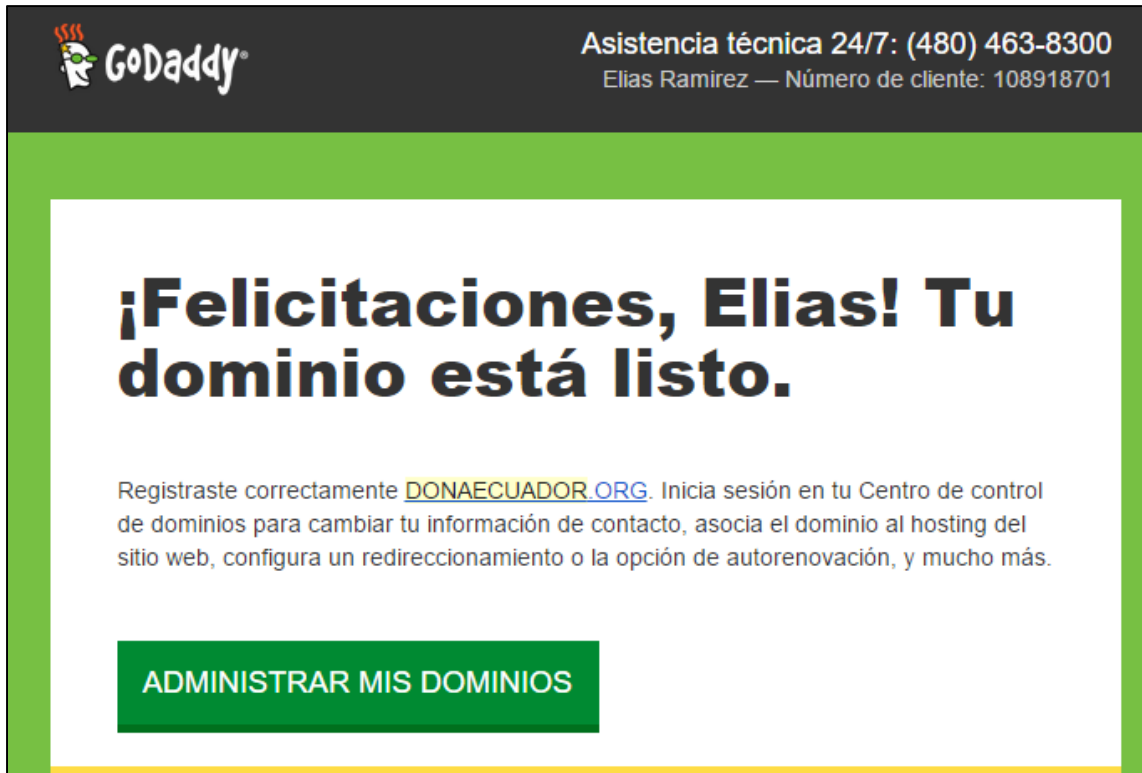 GoDaddy
Asistencia técnica 24/7: (480) 463-8300
Elias Ramirez — Número de cliente: 108918701
¡Felicitaciones, Elias! Tu
dominio está listo.
Registraste correctamente DONAECUADOR.ORG. Inicia sesión en tu Centro de control
de dominios para cambiar tu información de contacto, asocia el dominio al hosting del
sitio web, configura un redireccionamiento o la opción de autorenovación, y mucho más.
ADMINISTRAR MIS DOMINIOS